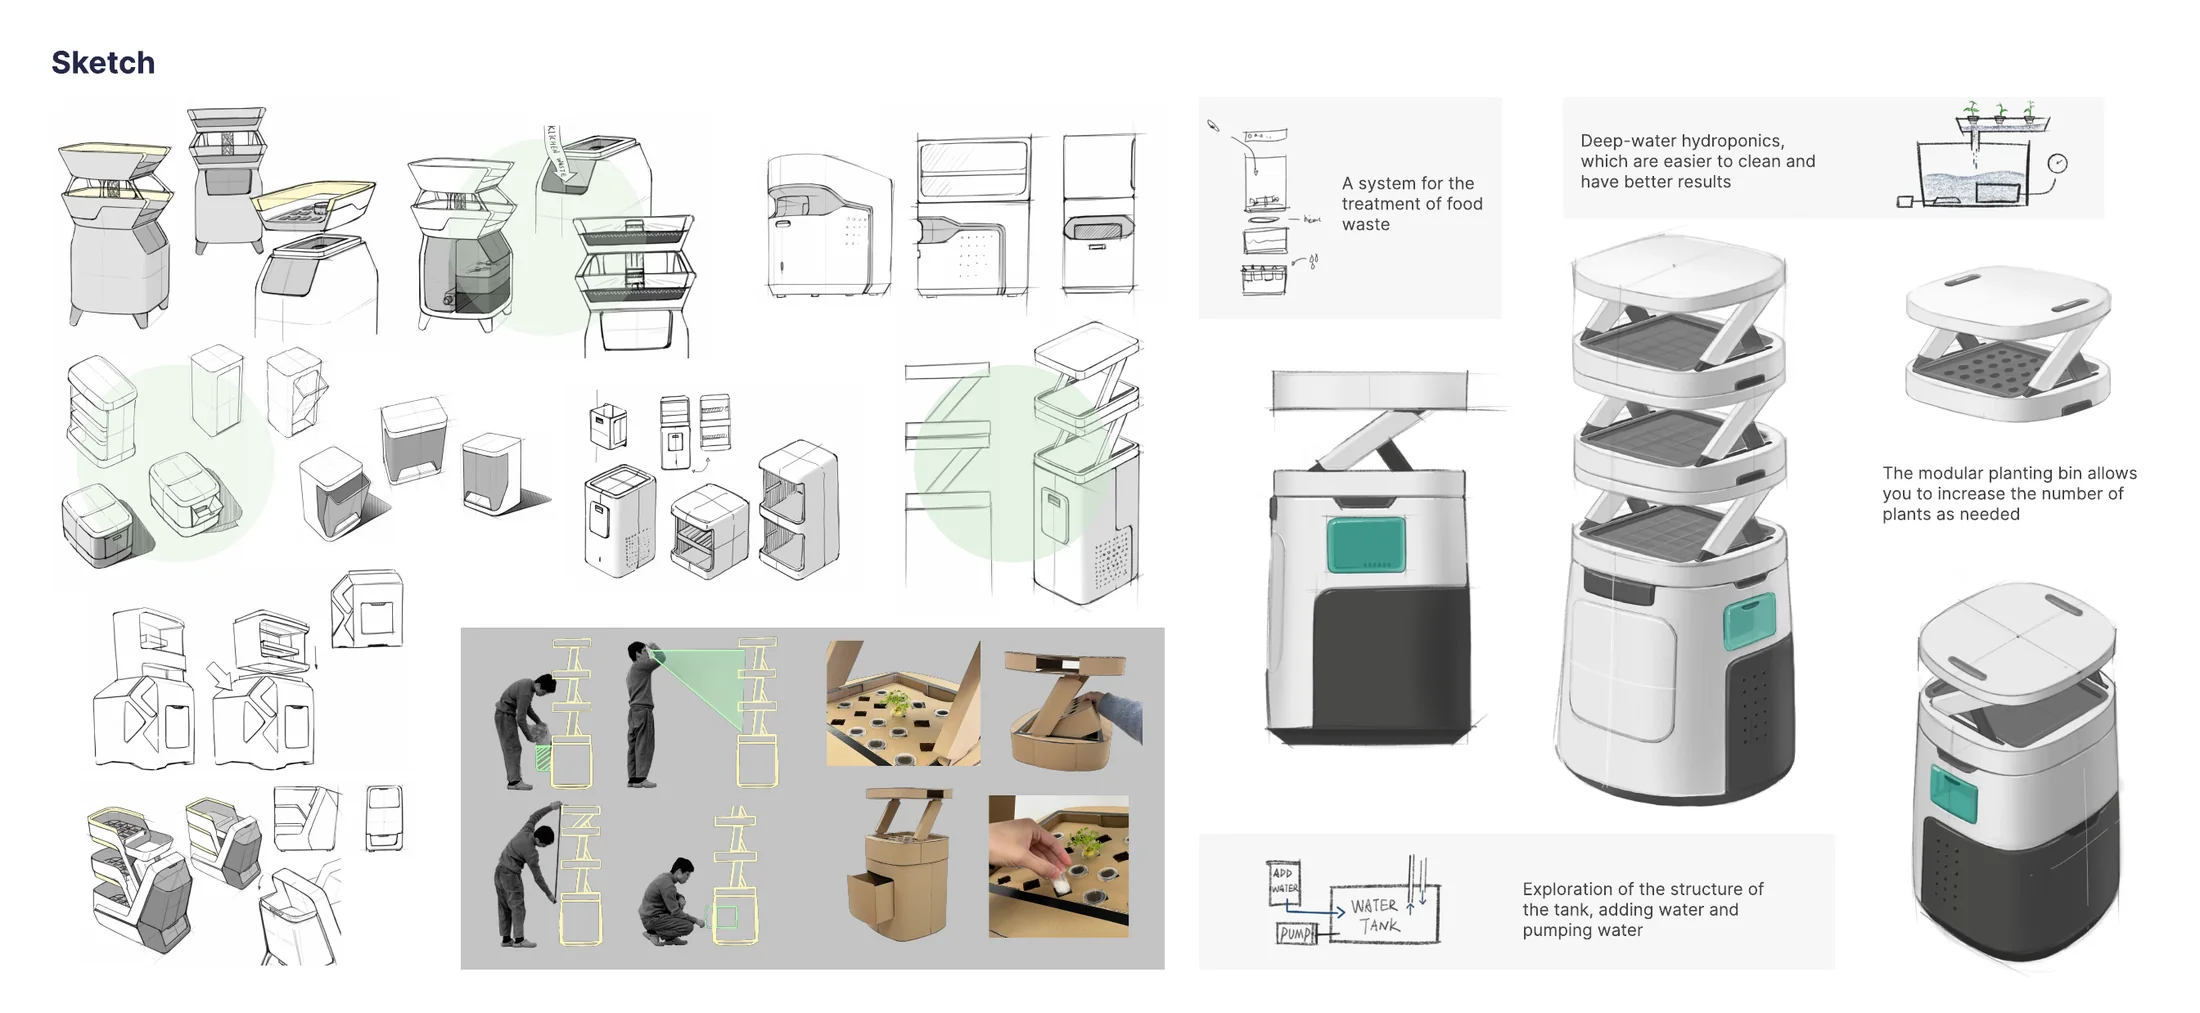 Sketch
KITCHEN WASTE
A system for the
treatment of food
waste
Deep-water hydroponics,
which are easier to clean and
have better results
The modular planting bin allows
you to increase the number of
plants as needed
ADD
WATER
WATER
TANK
PUMP
Exploration of the structure of
the tank, adding water and
pumping water